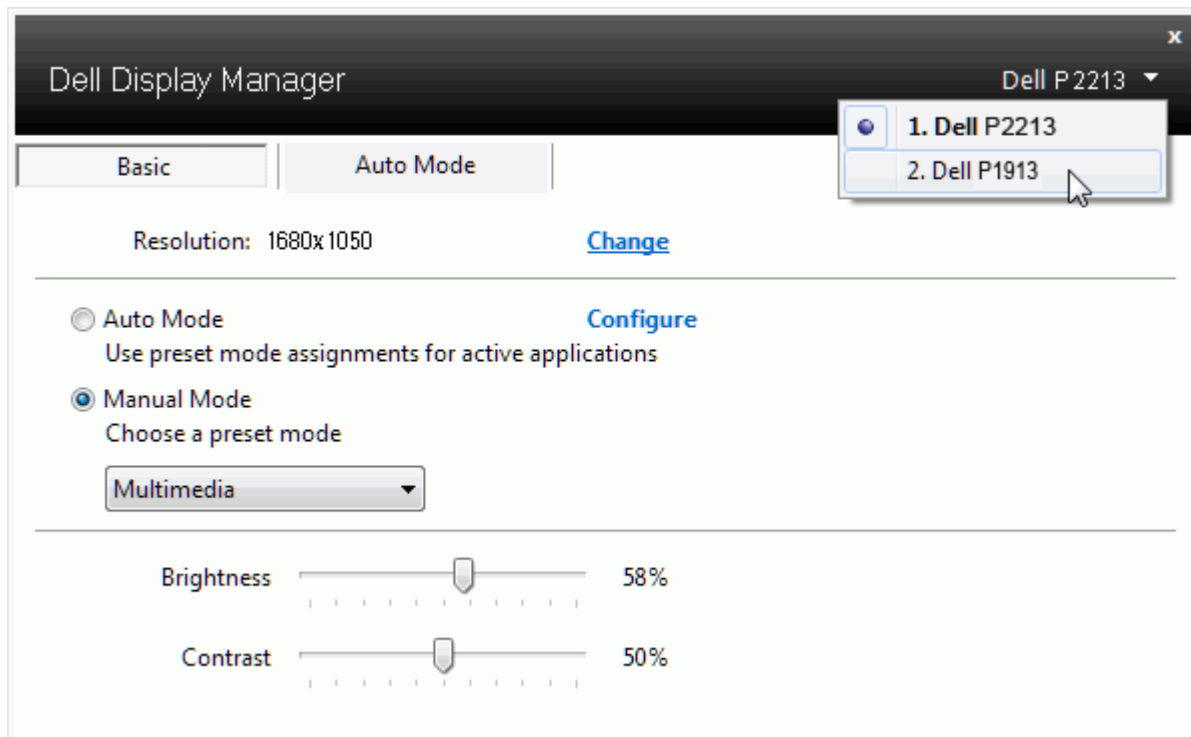 x
Dell Display Manager
Dell P2213
1. Dell P2213
2. Dell P1913
Basic
Auto Mode
Resolution: 1680x1050
Change
Auto Mode
Configure
Use preset mode assignments for active applications
Manual Mode
Choose a preset mode
Multimedia
Brightness
58%
Contrast
50%